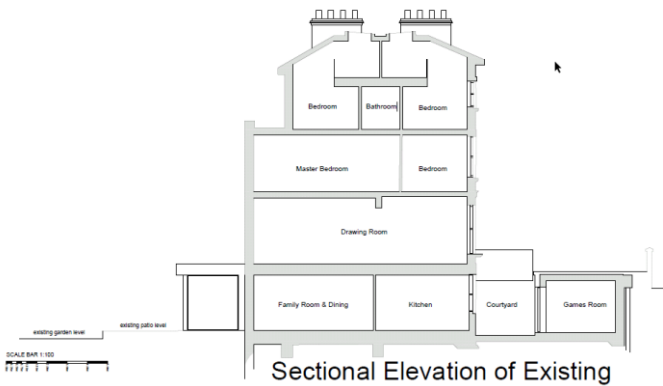 Bedroom
Bathroom
Bedroom
Master Bedroom
Bedroom
Drawing Room
Family Room & Dining
Kitchen
Courtyard
Games Room
existing garden level
existing patio level
SCALE BAR 1:100
Sectional Elevation of Existing